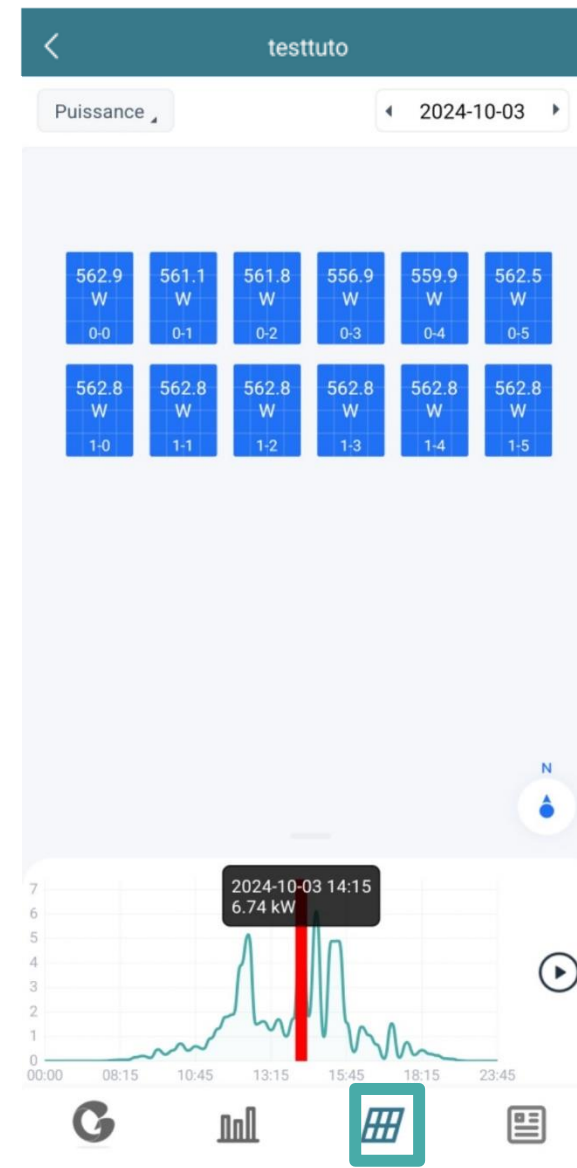 testtuto
Puissance
2024-10-03
562.9 561.1 561.8 556.9 559.9 562.5
W W W W W W
0-0 0-1 0-2 0-3 0-4 0-5
562.8 562.8 562.8 562.8 562.8 562.8
W W W W W W
1-0 1-1 1-2 1-3 1-4 1-5
N
2024-10-03 14:15
6.74 kW
7
6
5
4
3
2
1
0
00:00 08:15 10:45 13:15 15:45 18:15 23:45